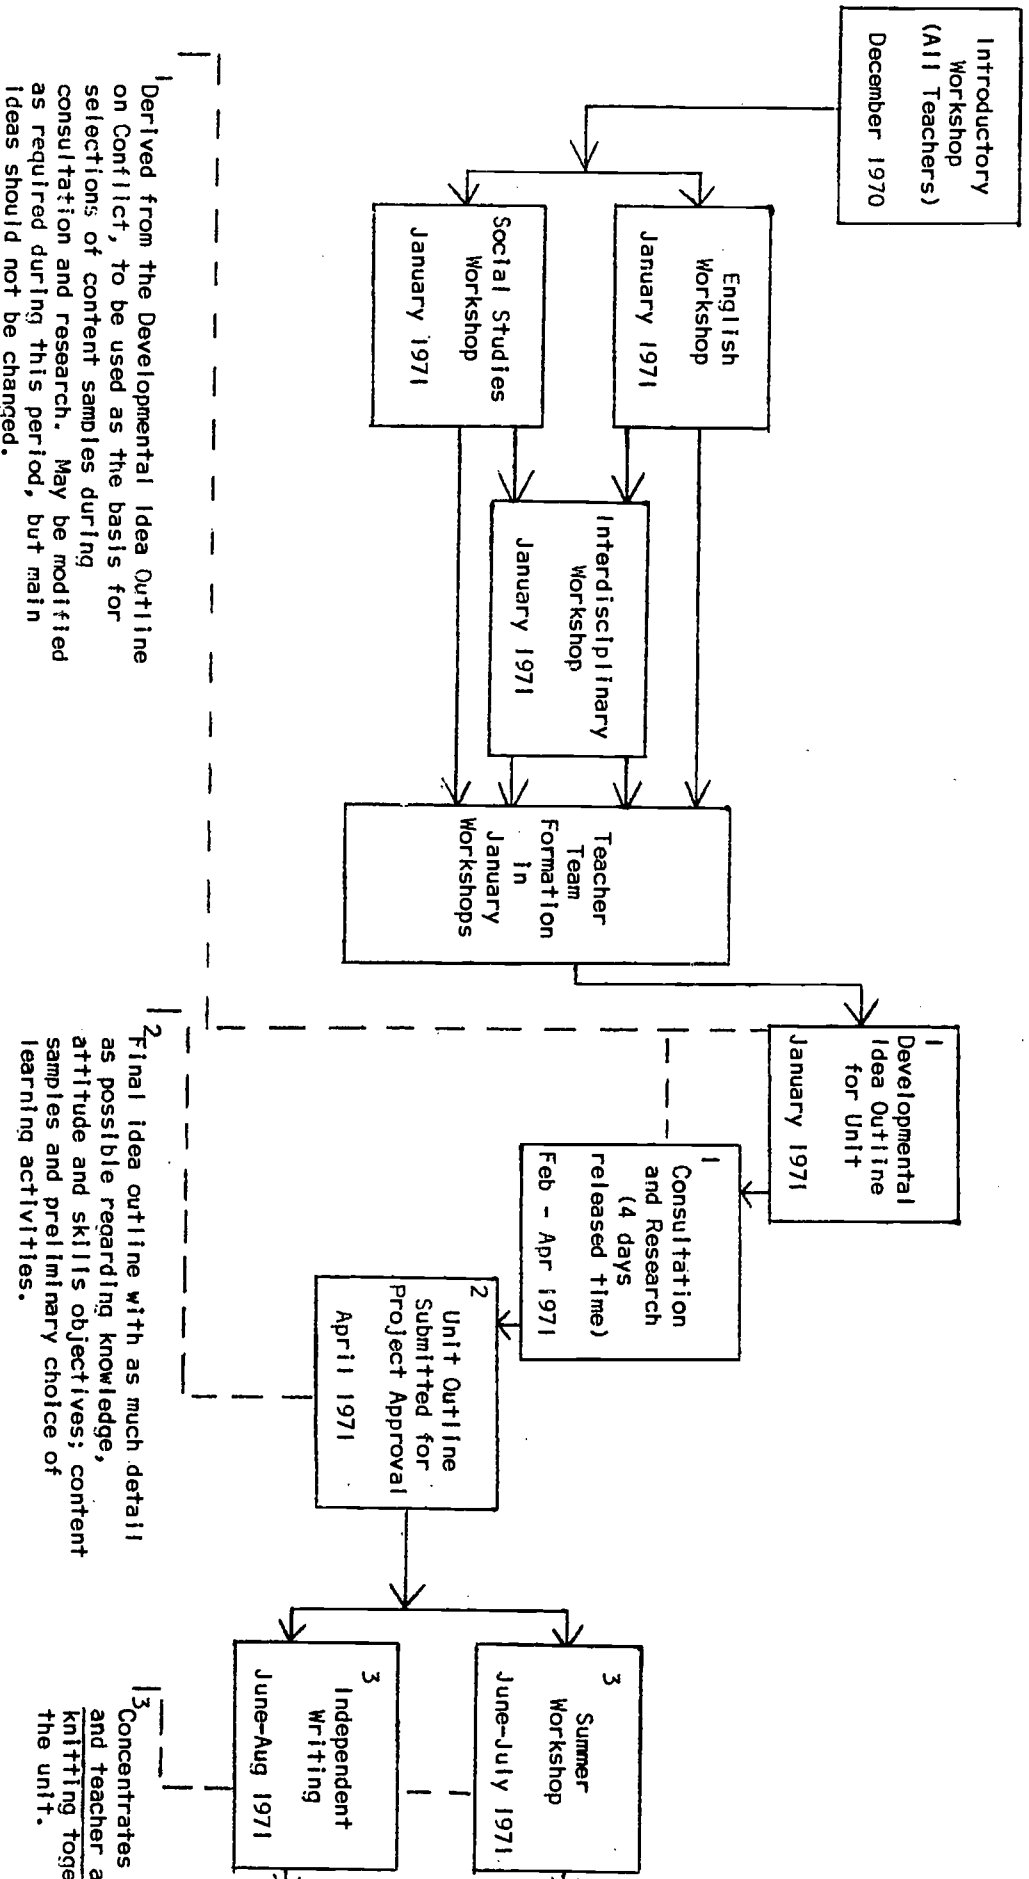 Introductory
Workshop
(All Teachers)
December 1970
English
Workshop
January 1971
Social Studies
Workshop
January 1971
Interdisciplinary
Workshop
January 1971
Teacher
Team
Formation
in
January
Workshops
1
Developmental
Idea Outline
for Unit
January 1971
1
Consultation
and Research
(4 days
released time)
Feb - Apr 1971
2
Unit Outline
Submitted for
Project Approval
April 1971
3
Summer
Workshop
June-July 1971
3
Independent
Writing
June-Aug 1971
1 Derived from the Developmental Idea Outline
on Conflict, to be used as the basis for
selections of content samples during
consultation and research. May be modified
as required during this period, but main
ideas should not be changed.
2 Final idea outline with as much detail
as possible regarding knowledge,
attitude and skills objectives; content
samples and preliminary choice of
learning activities.
3 Concentrates
and teacher a
knitting toge
the unit.